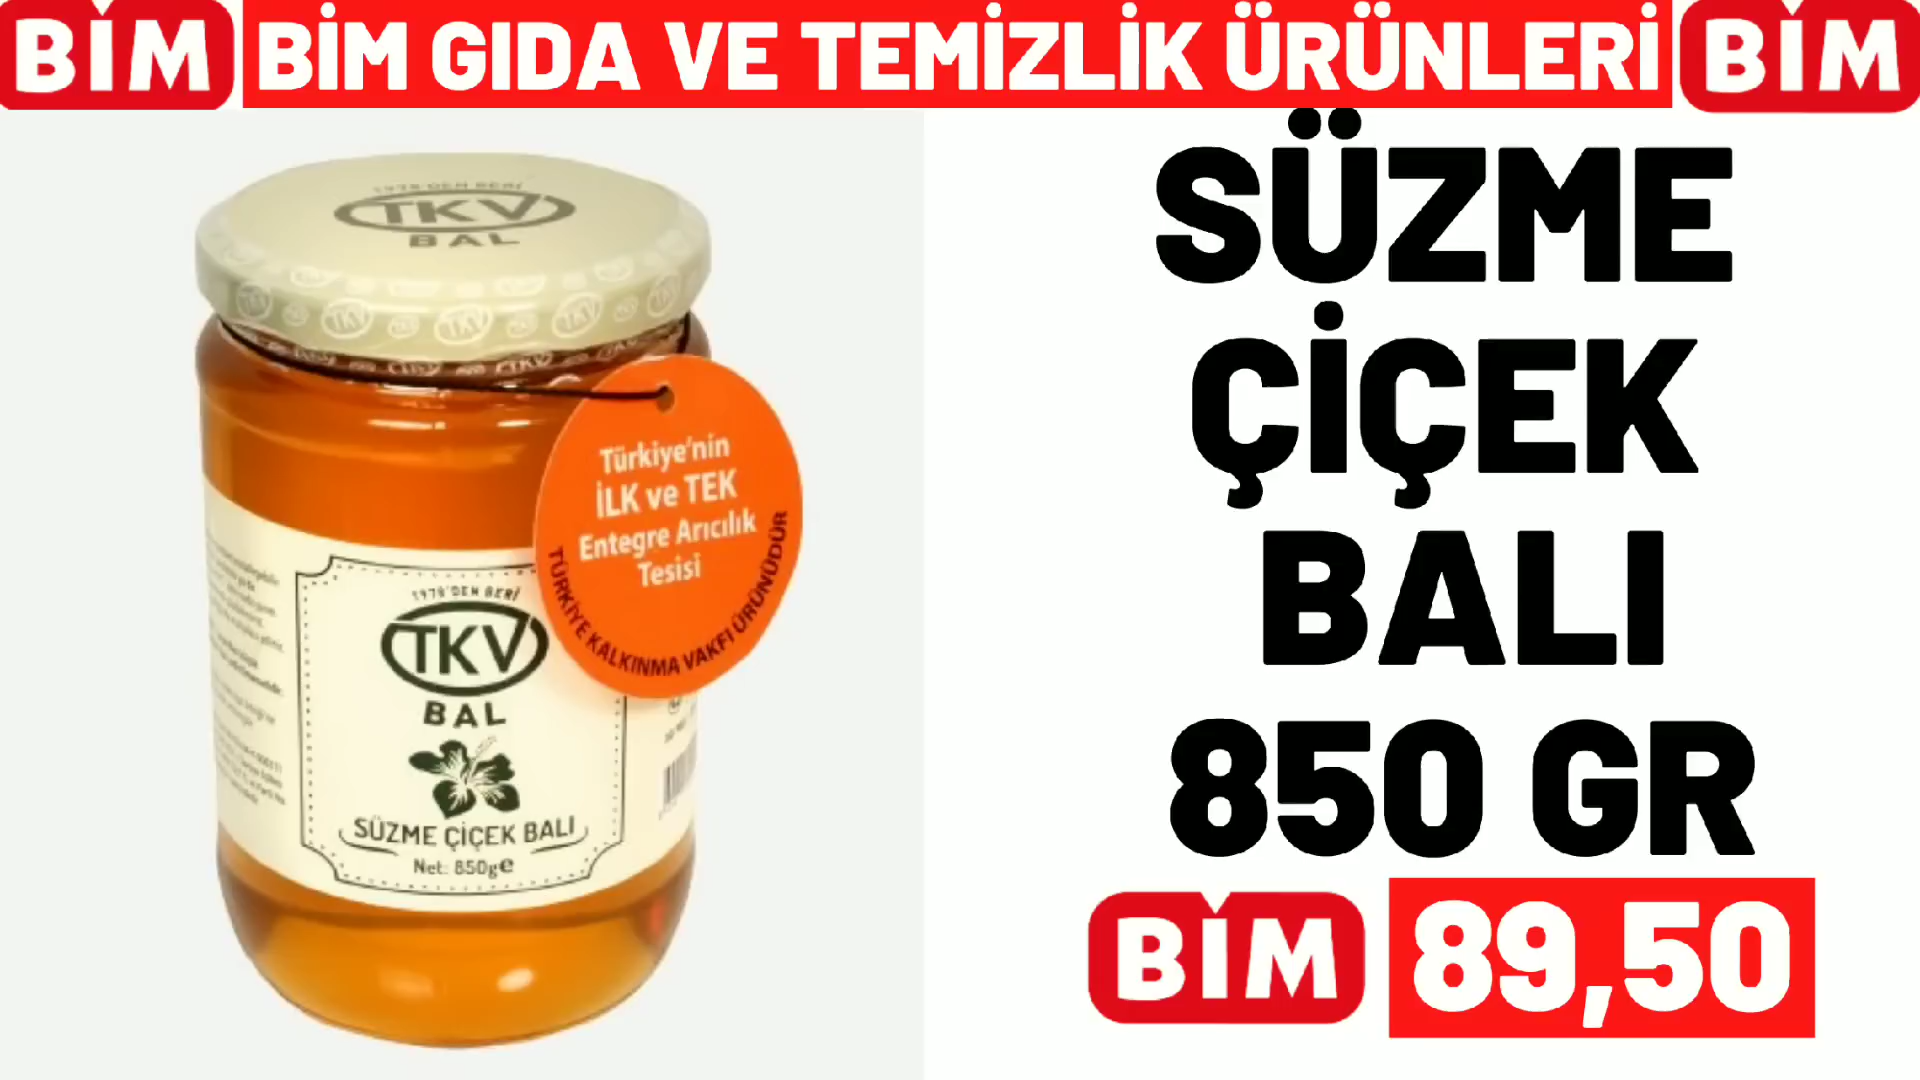 BİM
BİM GIDA VE TEMİZLİK ÜRÜNLERİ
BİM
1978'DEN BERİ
TKV
BAL
Türkiye'nin
İLK ve TEK
Entegre Arıcılık
Tesisi
TÜRKİYE KALKINMA VAKFI ÜRÜNÜDÜR
1978'DEN BERİ
TKV
BAL
SÜZME ÇİÇEK BALI
Net: 850g℮
SÜZME
ÇİÇEK
BALI
850 GR
BİM 89,50